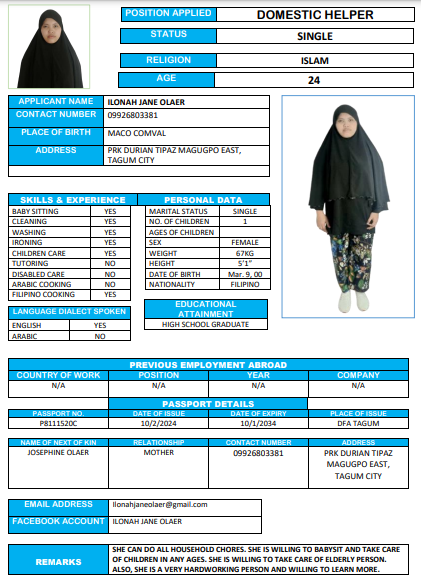 POSITION APPLIED DOMESTIC HELPER
STATUS SINGLE
RELIGION ISLAM
AGE 24
APPLICANT NAME ILONAH JANE OLAER
CONTACT NUMBER 09926803381
PLACE OF BIRTH MACO COMVAL
ADDRESS PRK DURIAN TIPAZ MAGUGPO EAST,
TAGUM CITY
SKILLS & EXPERIENCE
BABY SITTING YES
CLEANING YES
WASHING YES
IRONING YES
CHILDREN CARE YES
TUTORING NO
DISABLED CARE NO
ARABIC COOKING NO
FILIPINO COOKING YES
PERSONAL DATA
MARITAL STATUS SINGLE
NO. OF CHILDREN 1
AGES OF CHILDREN
SEX FEMALE
WEIGHT 67KG
HEIGHT 5'1"
DATE OF BIRTH Mar. 9, 00
NATIONALITY FILIPINO
LANGUAGE DIALECT SPOKEN
ENGLISH YES
ARABIC NO
EDUCATIONAL
ATTAINMENT
HIGH SCHOOL GRADUATE
PREVIOUS EMPLOYMENT ABROAD
COUNTRY OF WORK POSITION YEAR COMPANY
N/A N/A N/A N/A
PASSPORT DETAILS
PASSPORT NO. DATE OF ISSUE DATE OF EXPIRY PLACE OF ISSUE
P8111520C 10/2/2024 10/1/2034 DFA TAGUM
NAME OF NEXT OF KIN RELATIONSHIP CONTACT NUMBER ADDRESS
JOSEPHINE OLAER MOTHER 09926803381 PRK DURIAN TIPAZ
MAGUGPO EAST,
TAGUM CITY
EMAIL ADDRESS Ilonahjaneolaer@gmail.com
FACEBOOK ACCOUNT ILONAH JANE OLAER
REMARKS
SHE CAN DO ALL HOUSEHOLD CHORES. SHE IS WILLING TO BABYSIT AND TAKE CARE
OF CHILDREN IN ANY AGES. SHE IS WILLING TO TAKE CARE OF ELDERLY PERSON.
ALSO, SHE IS A VERY HARDWORKING PERSON AND WILLING TO LEARN MORE.